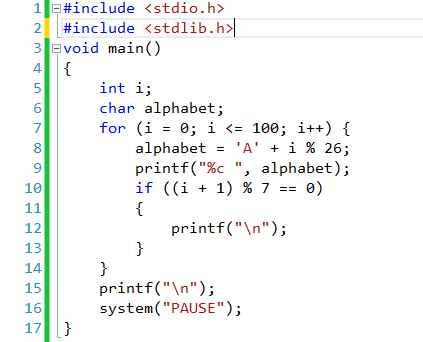 1 #include <stdio.h>
2 #include <stdlib.h>
3 void main()
4 {
5     int i;
6     char alphabet;
7     for (i = 0; i <= 100; i++) {
8         alphabet = 'A' + i % 26;
9         printf("%c ", alphabet);
10         if ((i + 1) % 7 == 0)
11         {
12             printf("\n");
13         }
14     }
15     printf("\n");
16     system("PAUSE");
17 }